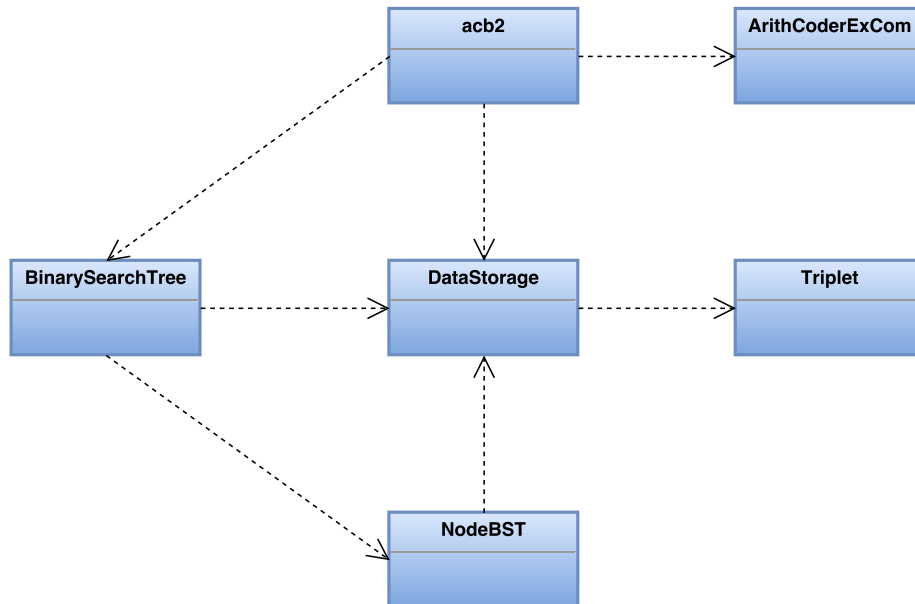 acb2
ArithCoderExCom
BinarySearchTree
DataStorage
Triplet
NodeBST